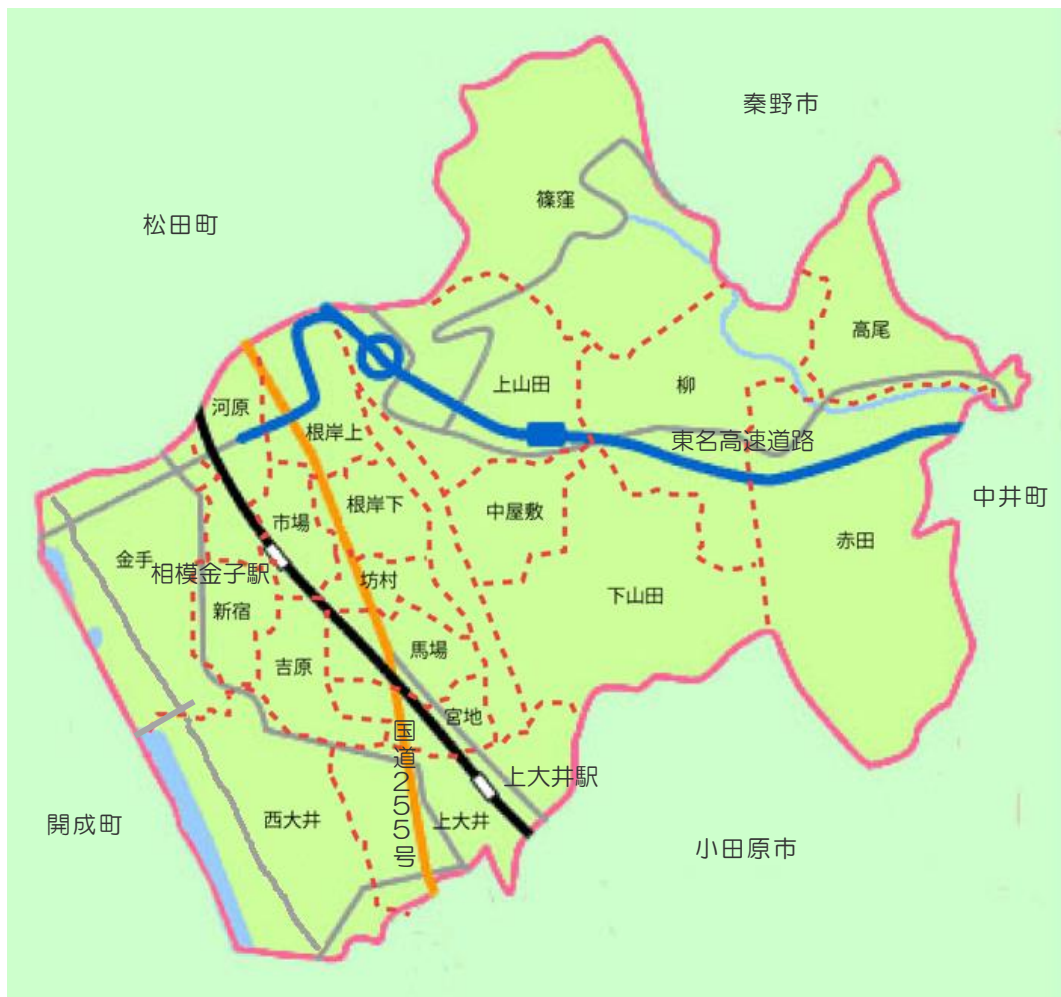 秦野市
篠窪
松田町
高尾
上山田
柳
河原
根岸上
東名高速道路
中井町
根岸下
中屋敷
市場
赤田
金手
相模金子駅
坊村
下山田
新宿
馬場
吉原
宮地
国道255号
上大井駅
西大井
上大井
開成町
小田原市